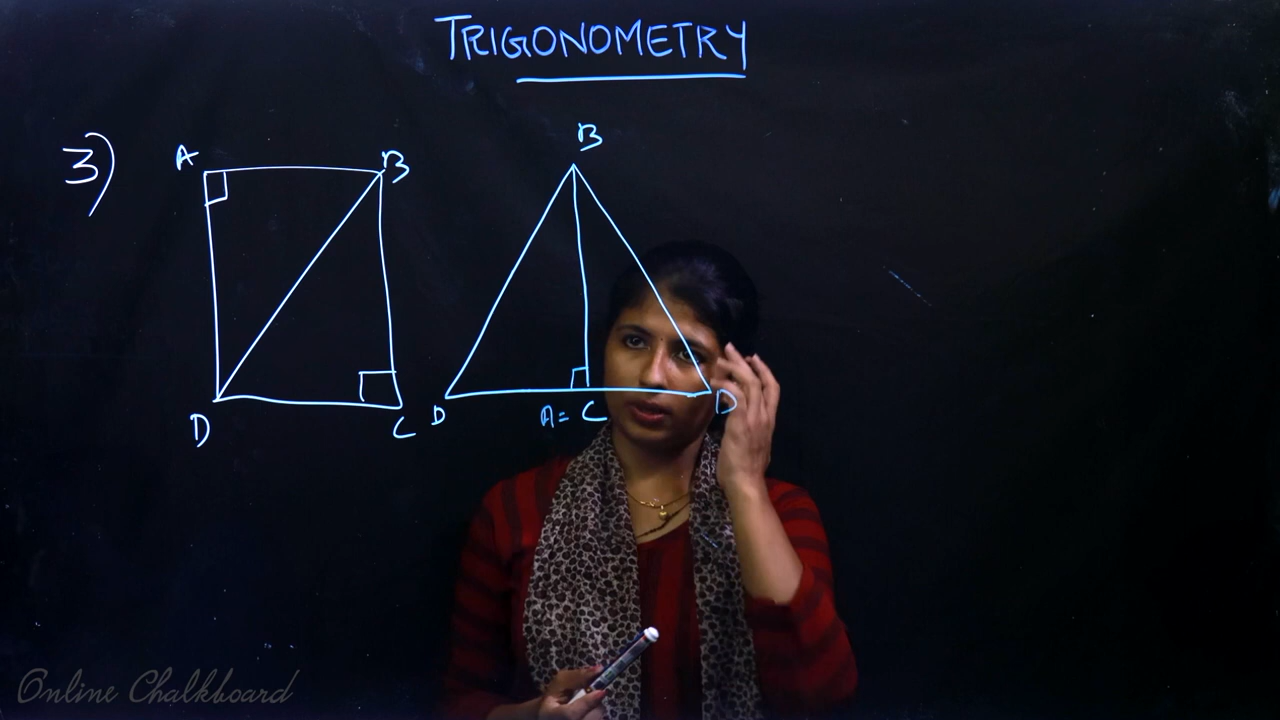 TRIGONOMETRY
3)
A B
D C
B
D A = C D
Online Chalkboard